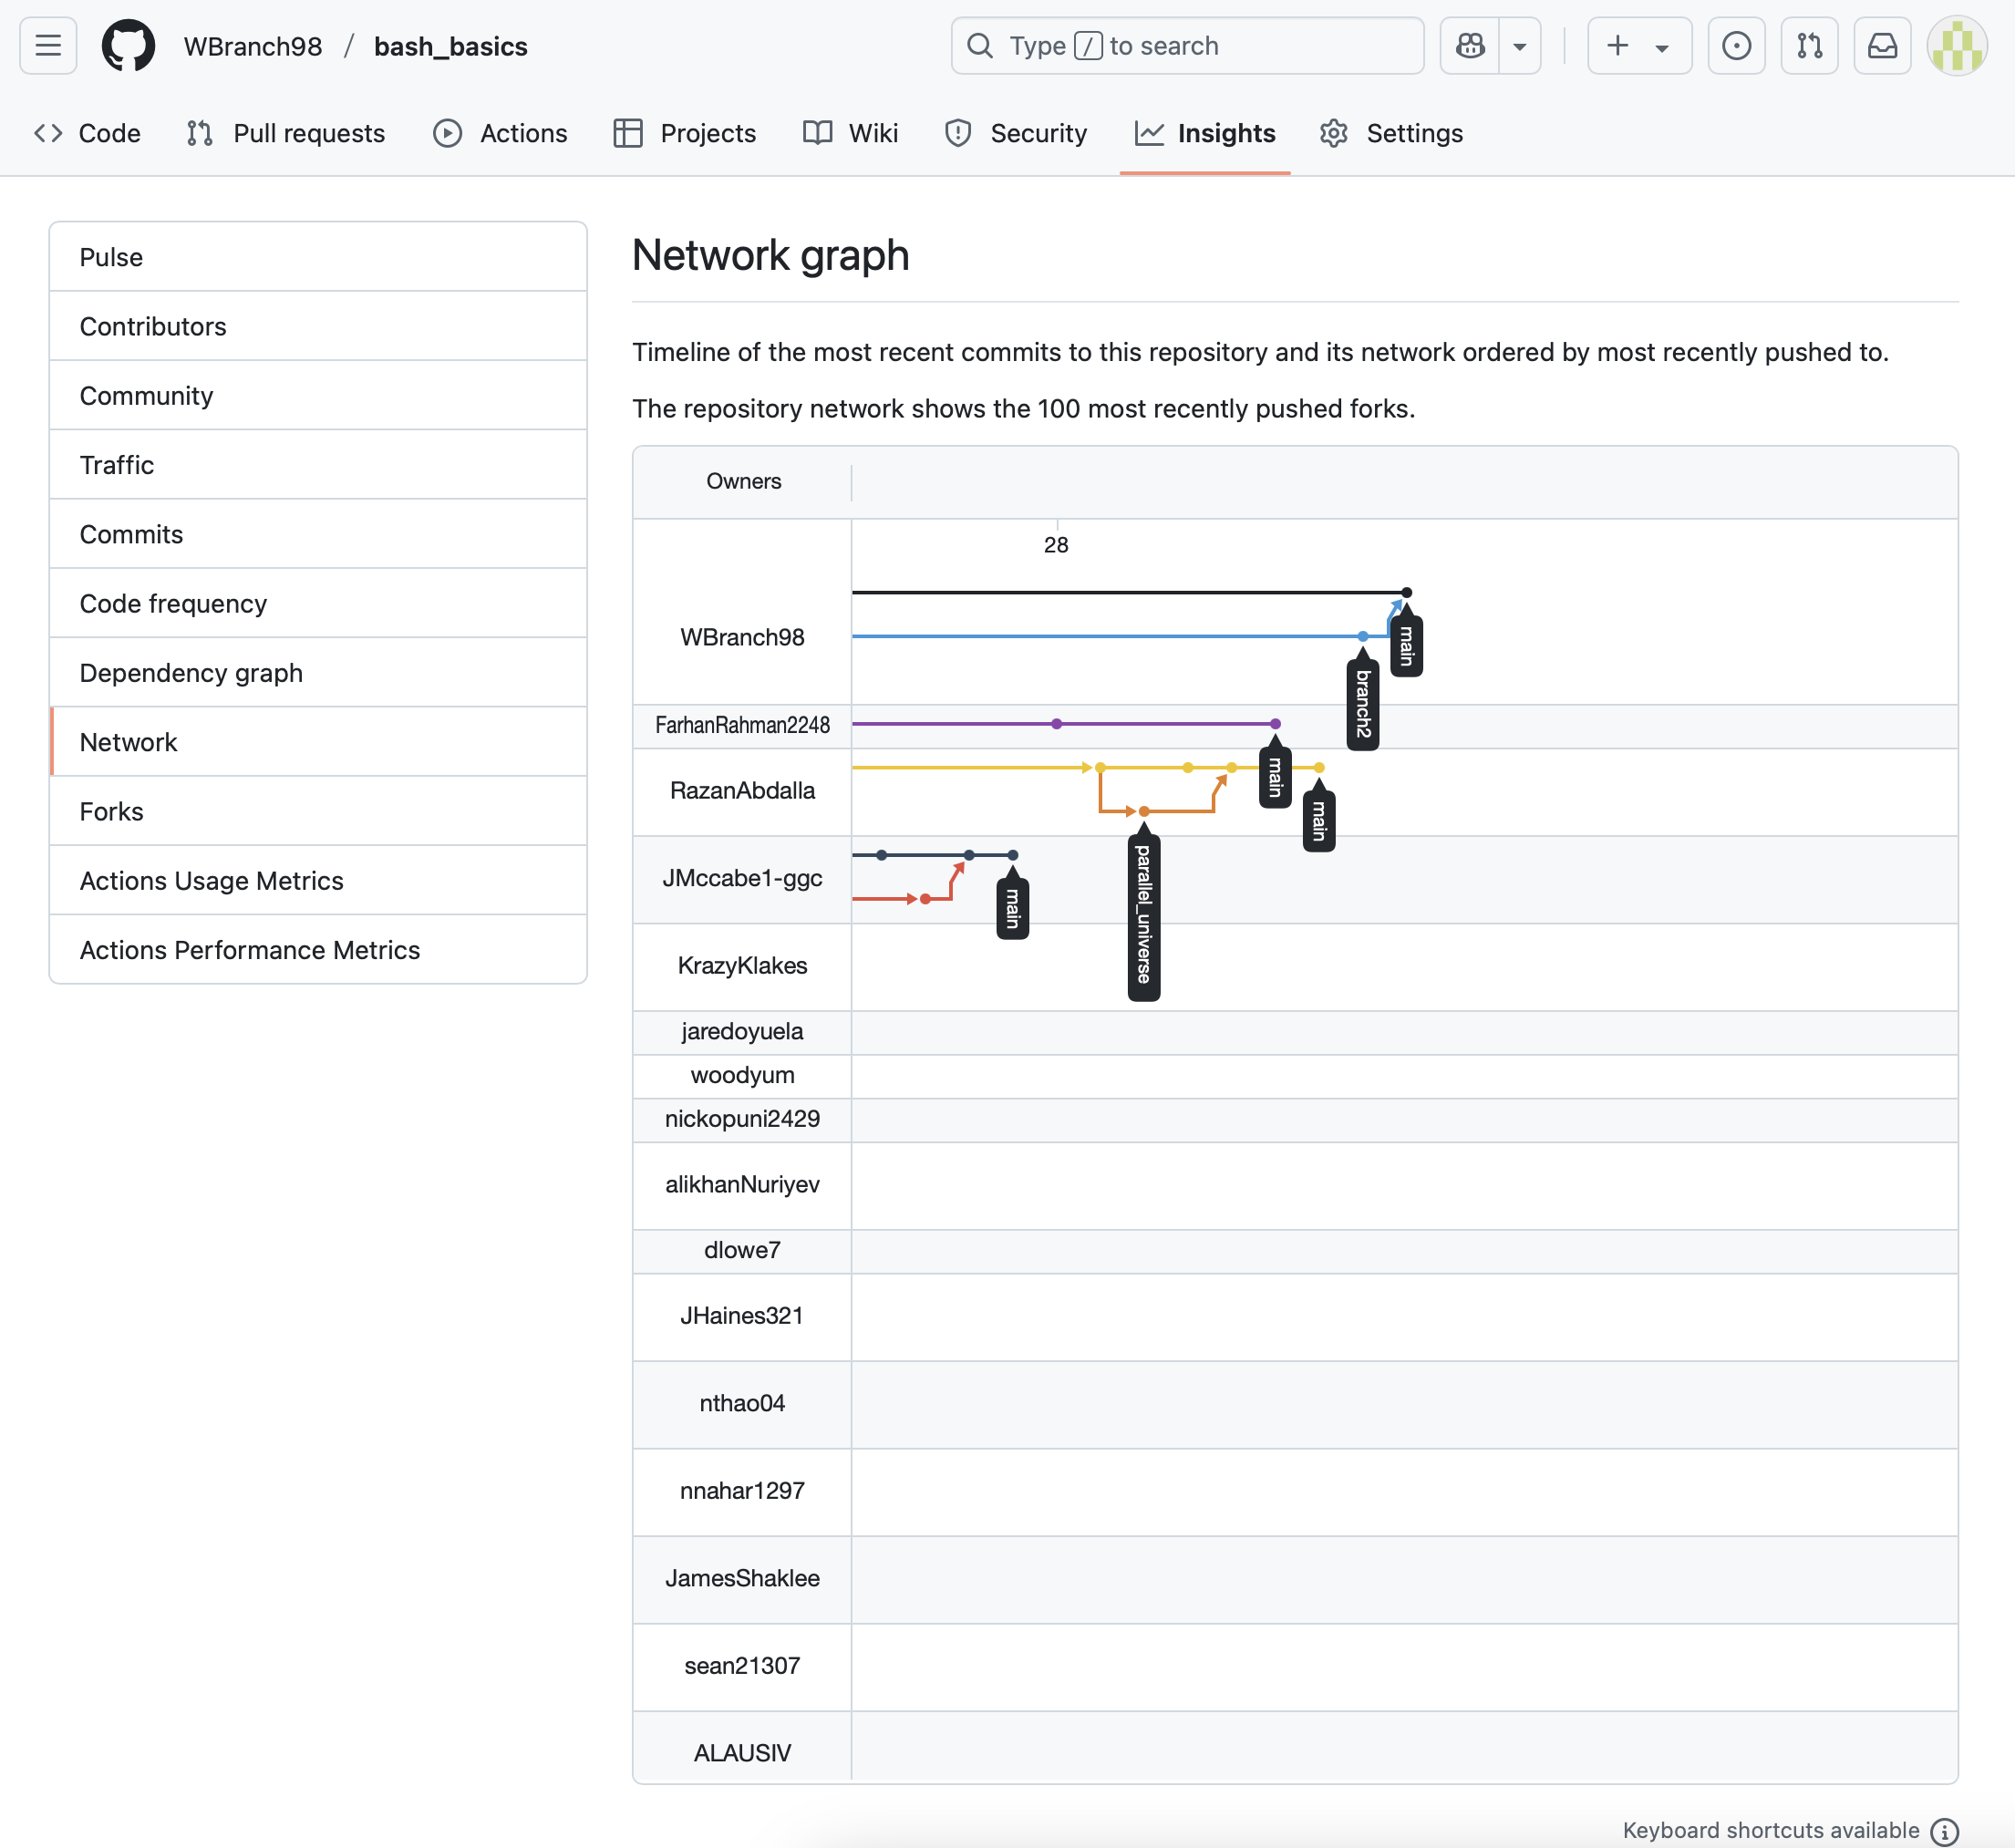 WBranch98 / bash_basics
Type / to search
Code
Pull requests
Actions
Projects
Wiki
Security
Insights
Settings
Pulse
Contributors
Community
Traffic
Commits
Code frequency
Dependency graph
Network
Forks
Actions Usage Metrics
Actions Performance Metrics
Network graph
Timeline of the most recent commits to this repository and its network ordered by most recently pushed to.
The repository network shows the 100 most recently pushed forks.
Owners
28
WBranch98
main
branch2
FarhanRahman2248
main
RazanAbdalla
main
parallel_universe
JMccabe1-ggc
main
KrazyKlakes
jaredoyuela
woodyum
nickopuni2429
alikhanNuriyev
dlowe7
JHaines321
nthao04
nnahar1297
JamesShaklee
sean21307
ALAUSIV
Keyboard shortcuts available